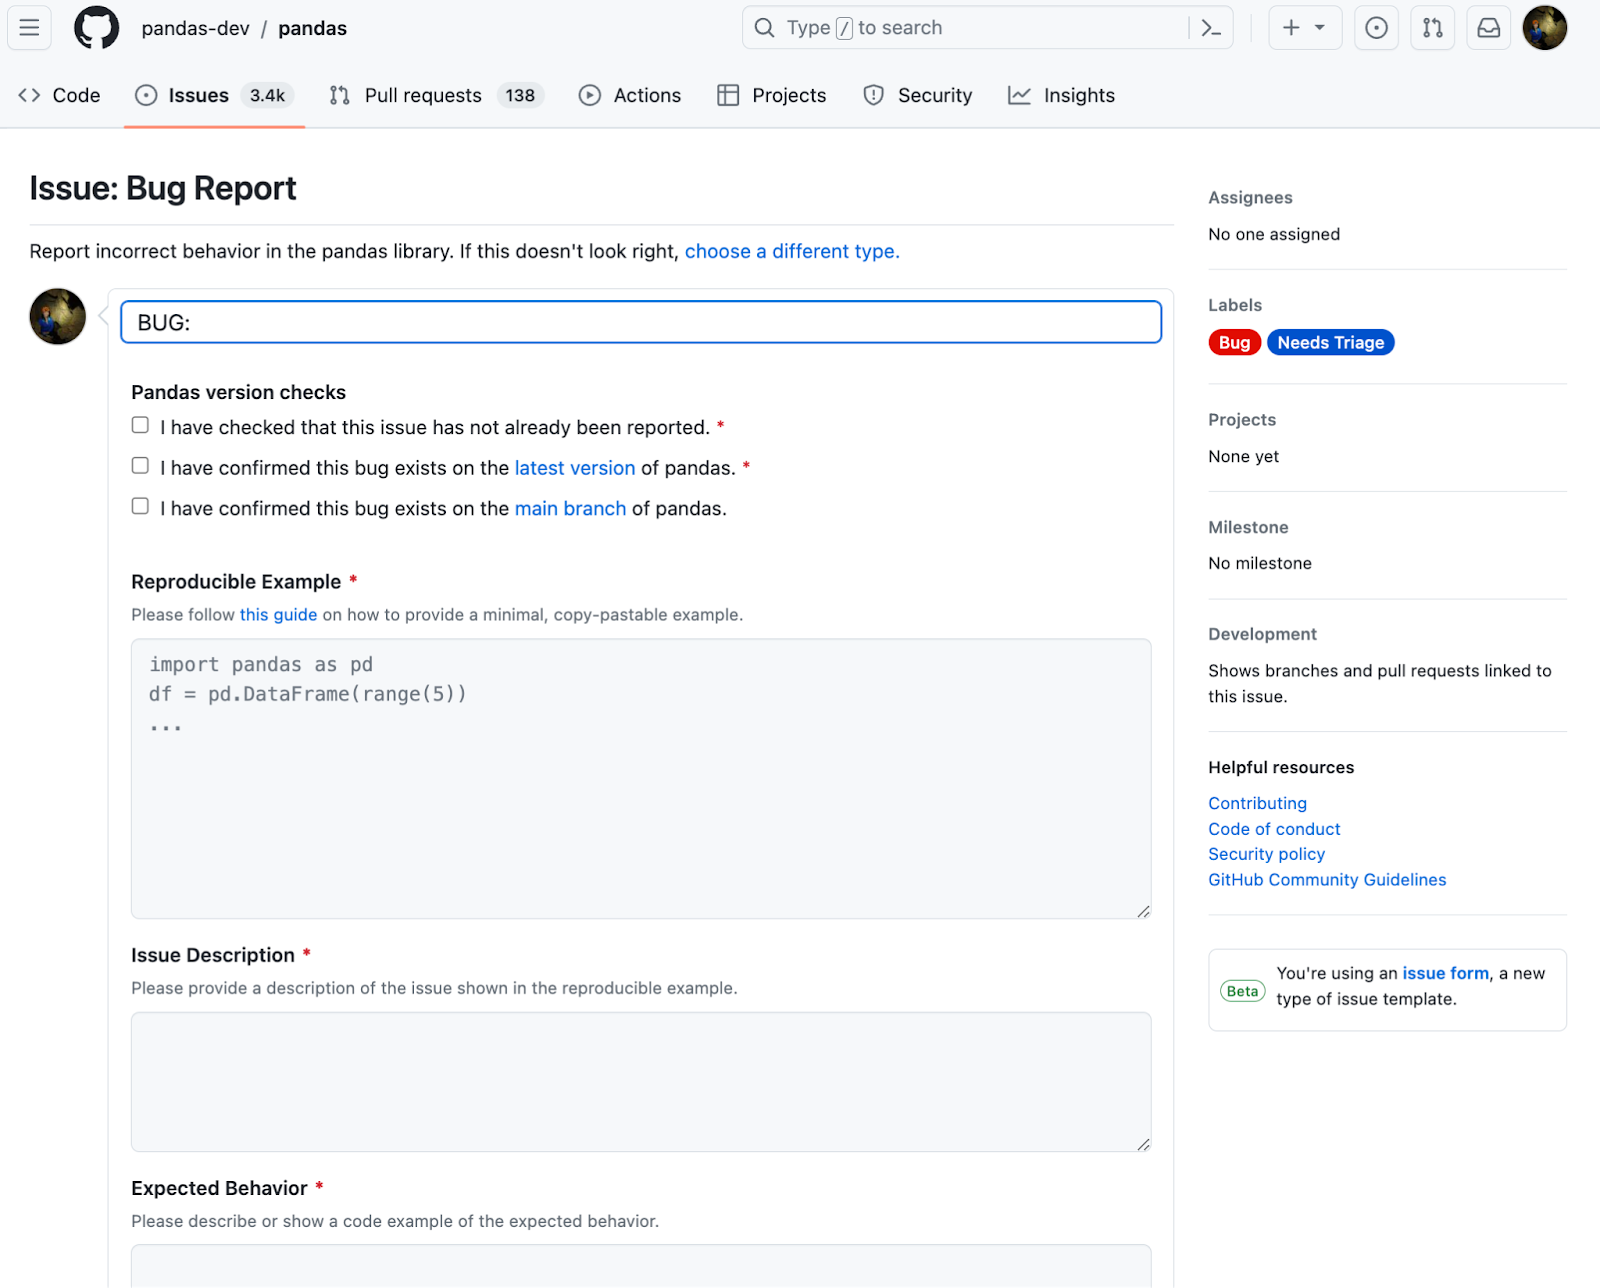 pandas-dev / pandas
Type / to search
Code
Issues 3.4k
Pull requests 138
Actions
Projects
Security
Insights
Issue: Bug Report
Report incorrect behavior in the pandas library. If this doesn't look right, choose a different type.
BUG:
Pandas version checks
I have checked that this issue has not already been reported. *
I have confirmed this bug exists on the latest version of pandas. *
I have confirmed this bug exists on the main branch of pandas.
Reproducible Example *
Please follow this guide on how to provide a minimal, copy-pastable example.
import pandas as pd
df = pd.DataFrame(range(5))
...
Issue Description *
Please provide a description of the issue shown in the reproducible example.
Expected Behavior *
Please describe or show a code example of the expected behavior.
Assignees
No one assigned
Labels
Bug Needs Triage
Projects
None yet
Milestone
No milestone
Development
Shows branches and pull requests linked to
this issue.
Helpful resources
Contributing
Code of conduct
Security policy
GitHub Community Guidelines
Beta
You're using an issue form, a new
type of issue template.